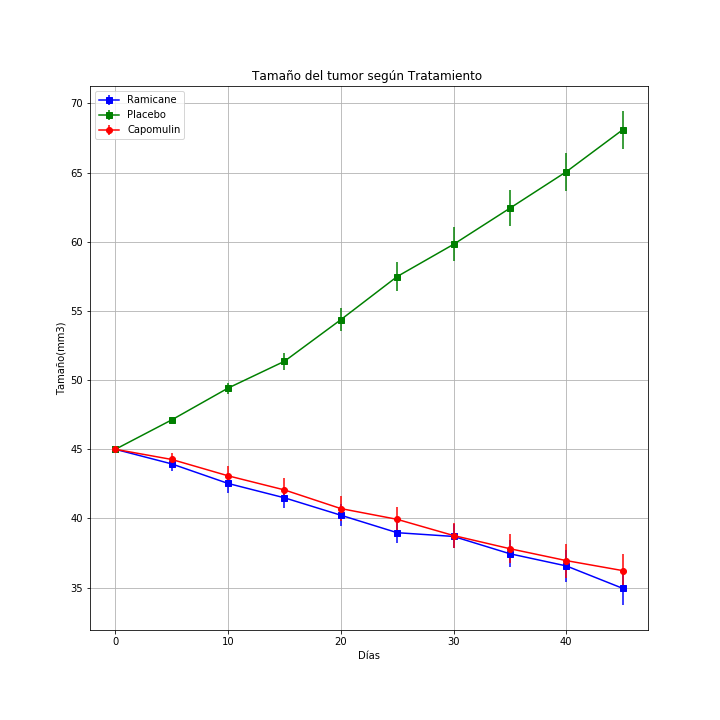 Tamaño del tumor según Tratamiento
Ramicane
Placebo
Capomulin
Tamaño(mm3)
70
65
60
55
50
45
40
35
0
10
20
30
40
Días